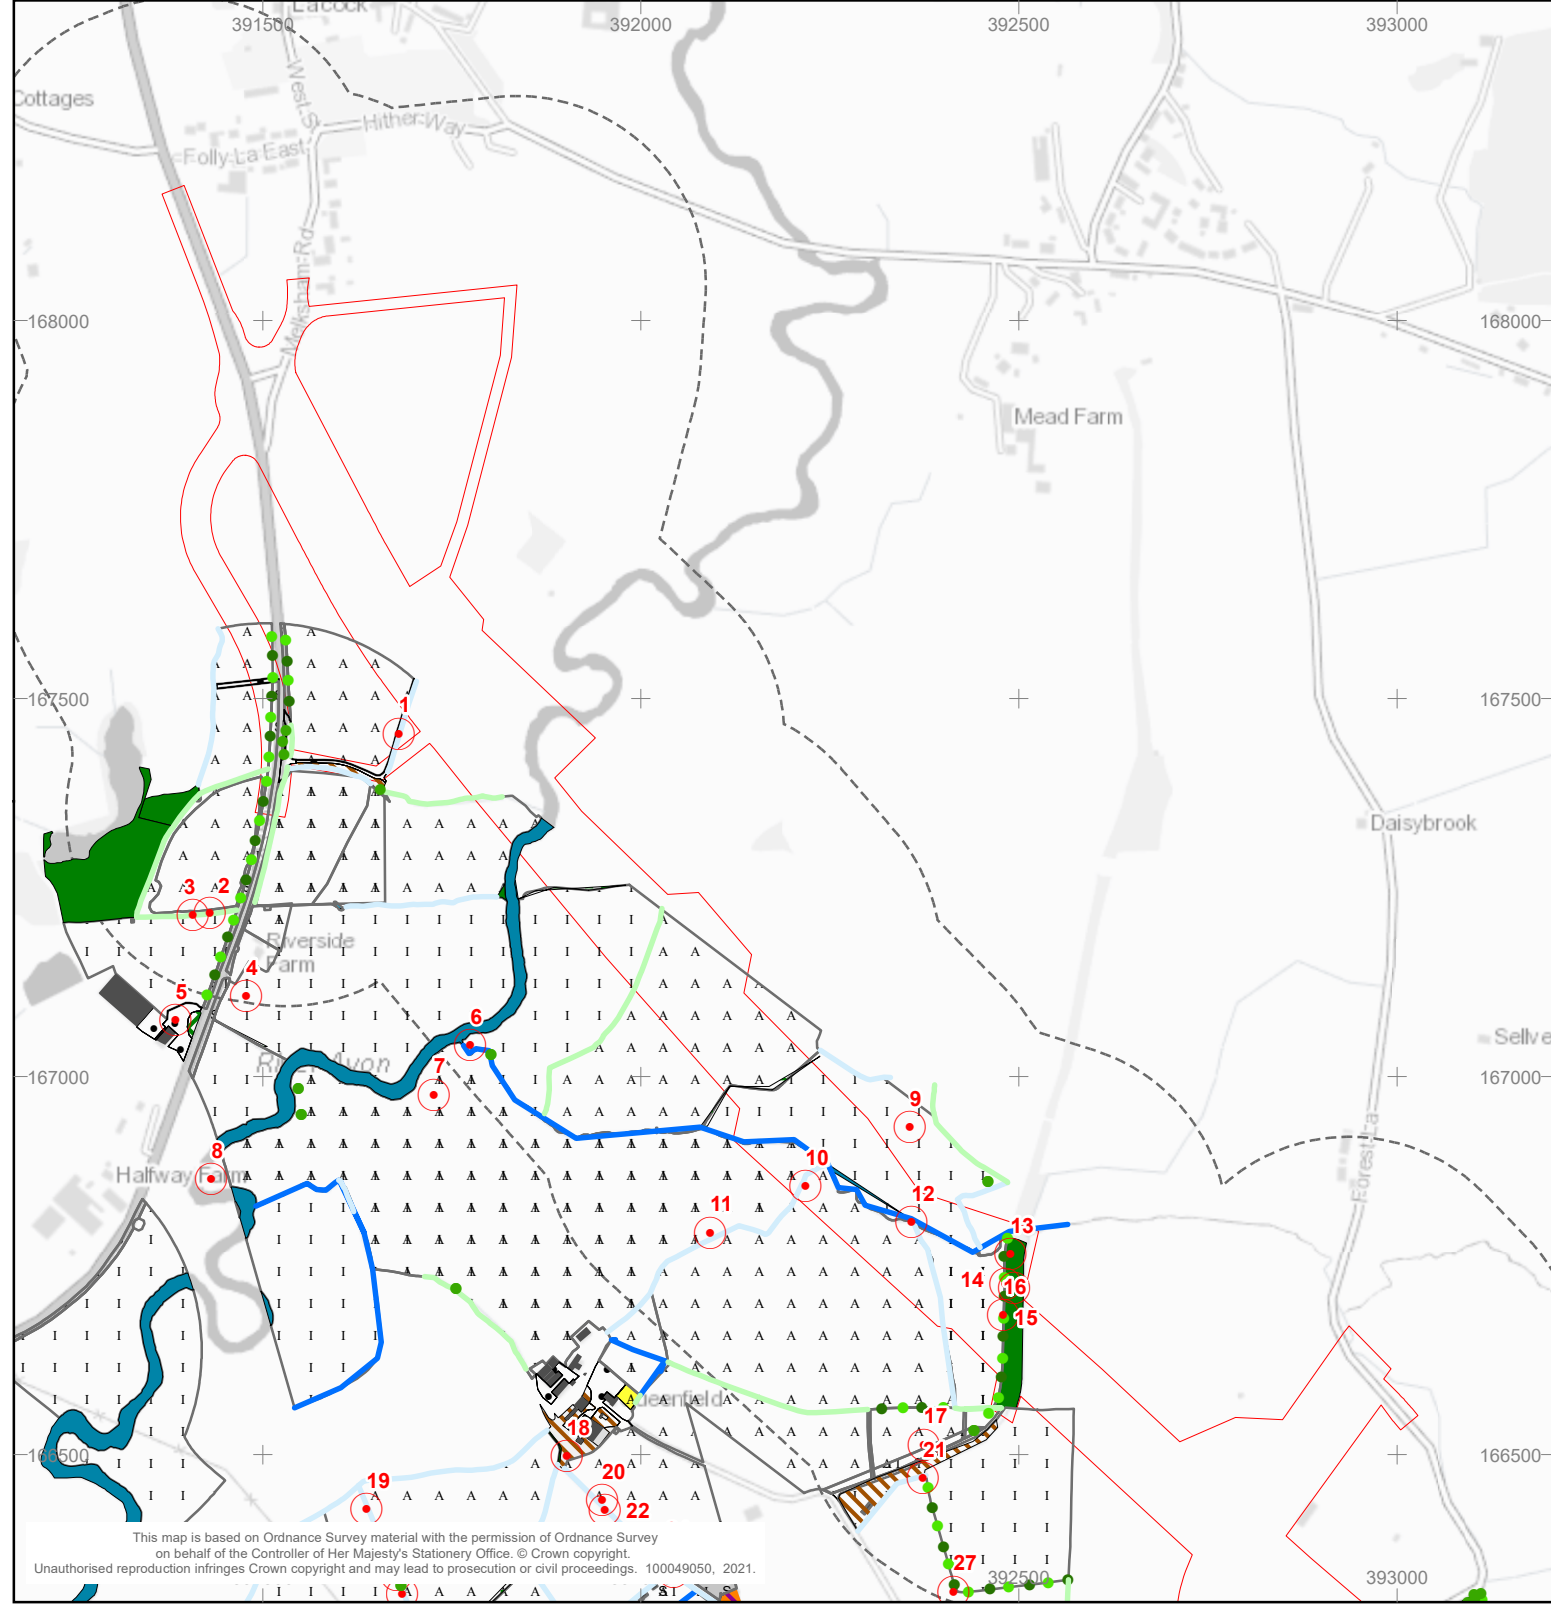 Lacock
391500 392000 392500 393000
Cottages
West St
Hither Way
Folly La East
Melksham Rd
168000 168000
Mead Farm
167500 167500
1
Daisybrook
3 2
Riverside
Farm
4
5
6
River Avon
Sellve
7
167000 167000
9
8
Halfway Farm
10
Forest La
11
12
13
14
16
15
Queenfield
17
18
21
166500 166500
20
19
22
This map is based on Ordnance Survey material with the permission of Ordnance Survey
on behalf of the Controller of Her Majesty's Stationery Office. © Crown copyright.
Unauthorised reproduction infringes Crown copyright and may lead to prosecution or civil proceedings. 100049050, 2021.
27
392500 393000